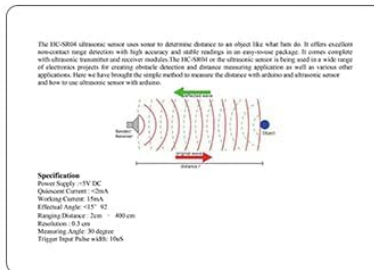 The HC-SR04 ultrasonic sensor uses sonar to determine distance to an object like what bats do. It offers excellent
non-contact range detection with high accuracy and stable readings in an easy-to-use package. It comes complete
with ultrasonic transmitter and receiver modules.The HC-SR04 or the ultrasonic sensor is being used in a wide range
of electronics projects for creating obstacle detection and distance measuring application as well as various other
applications. Here we have brought the simple method to measure the distance with arduino and ultrasonic sensor
and how to use ultrasonic sensor with arduino.
Sender/
Receiver
Object
distance r
Specification
Power Supply :+5V DC
Quiescent Current : <2mA
Working Current: 15mA
Effectual Angle: <15°
Ranging Distance : 2cm - 400 cm
Resolution : 0.3 cm
Measuring Angle: 30 degree
Trigger Input Pulse width: 10uS